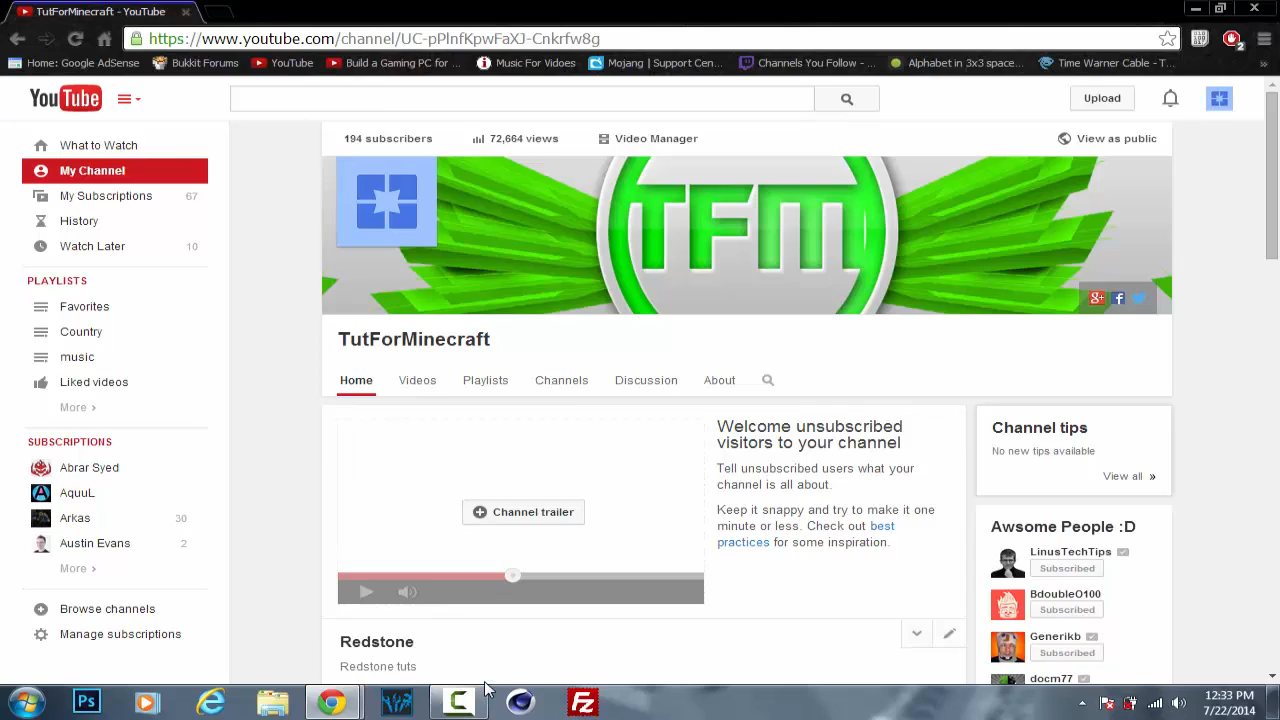 TutForMinecraft - YouTube
https://www.youtube.com/channel/UC-pPlnfKpwFaXJ-Cnkrfw8g
2
Home: Google AdSense
Bukkit Forums
YouTube
Build a Gaming PC for ...
Music For Videos
Mojang | Support Cen...
Channels You Follow - ...
Alphabet in 3x3 space...
Time Warner Cable - T...
»
YouTube
Upload
What to Watch
My Channel
My Subscriptions 67
History
Watch Later 10
PLAYLISTS
Favorites
Country
music
Liked videos
More ›
SUBSCRIPTIONS
Abrar Syed
AquuL
Arkas 30
Austin Evans 2
More ›
Browse channels
Manage subscriptions
194 subscribers
72,664 views
Video Manager
View as public
TFM
g+ f
TutForMinecraft
Home
Videos
Playlists
Channels
Discussion
About
Channel trailer
Welcome unsubscribed
visitors to your channel
Tell unsubscribed users what your
channel is all about.
Keep it snappy and try to make it one
minute or less. Check out best
practices for some inspiration.
Redstone
Redstone tuts
Channel tips
No new tips available
View all »
Awsome People :D
LinusTechTips
Subscribed
BdoubleO100
Subscribed
Generikb
Subscribed
docm77
Ps
C
FZ
12:33 PM
7/22/2014